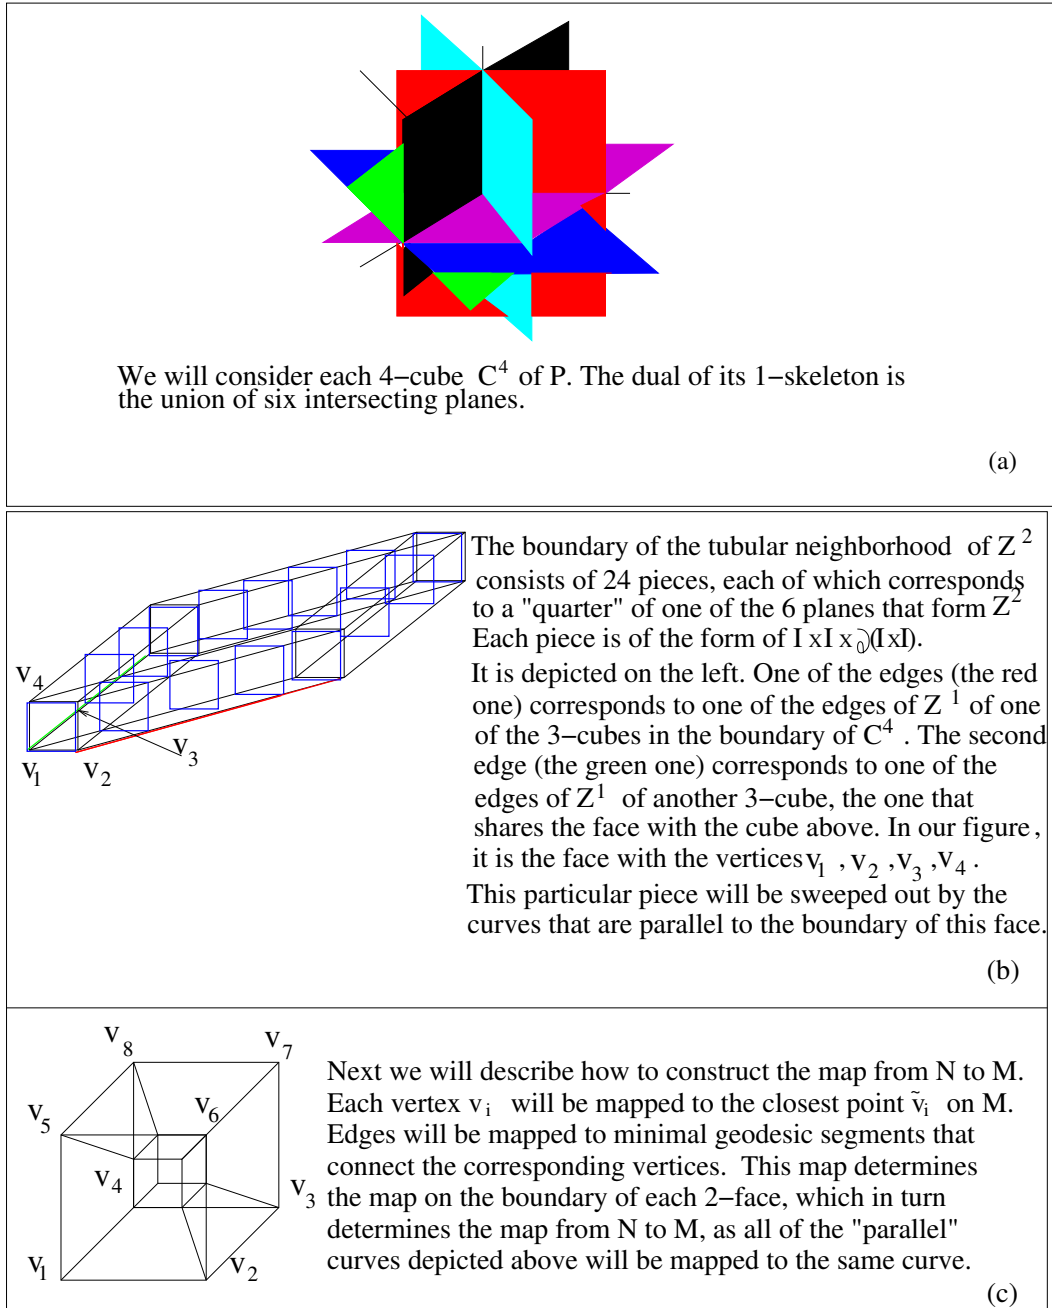 We will consider each 4−cube C⁴ of P. The dual of its 1−skeleton is
the union of six intersecting planes.
(a)
The boundary of the tubular neighborhood of Z²
consists of 24 pieces, each of which corresponds
to a "quarter" of one of the 6 planes that form Z²
Each piece is of the form of I x I x ∂(IxI).
It is depicted on the left. One of the edges (the red
one) corresponds to one of the edges of Z¹ of one
of the 3−cubes in the boundary of C⁴. The second
edge (the green one) corresponds to one of the
edges of Z¹ of another 3−cube, the one that
shares the face with the cube above. In our figure,
it is the face with the vertices v₁, v₂, v₃, v₄.
This particular piece will be sweeped out by the
curves that are parallel to the boundary of this face.
v₄
v₃
v₁
v₂
(b)
v₈
v₇
v₆
v₅
v₄
v₃
v₂
v₁
Next we will describe how to construct the map from N to M.
Each vertex vᵢ will be mapped to the closest point ṽᵢ on M.
Edges will be mapped to minimal geodesic segments that
connect the corresponding vertices. This map determines
the map on the boundary of each 2−face, which in turn
determines the map from N to M, as all of the "parallel"
curves depicted above will be mapped to the same curve.
(c)